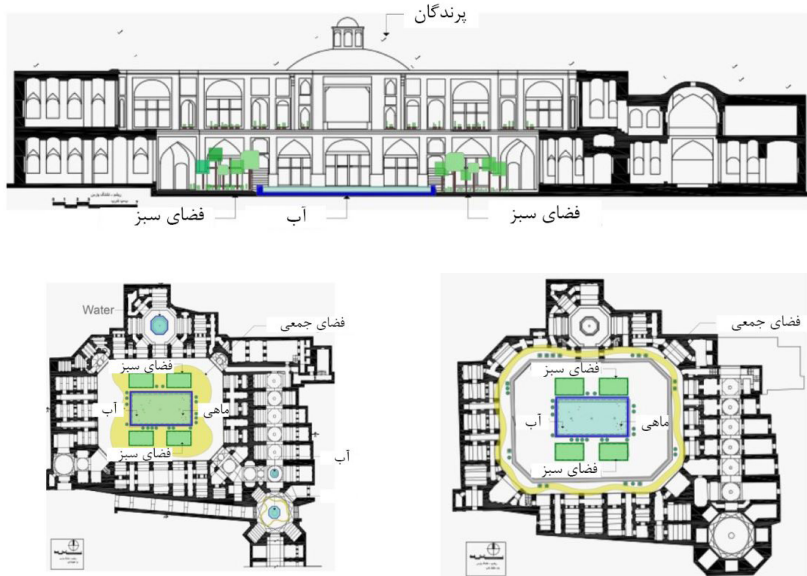 پرندگان
فضای سبز
آب
فضای سبز
Water
فضای جمعی
فضای سبز
آب
ماهی
فضای سبز
آب
فضای جمعی
فضای سبز
آب
ماهی
فضای سبز